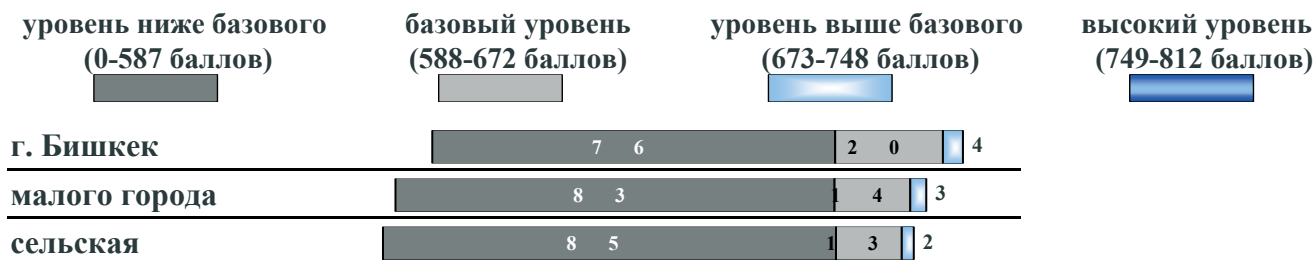 уровень ниже базового базовый уровень уровень выше базового высокий уровень
(0-587 баллов) (588-672 баллов) (673-748 баллов) (749-812 баллов)
г. Бишкек 7 6 2 0 4
малого города 8 3 1 4 3
сельская 8 5 1 3 2